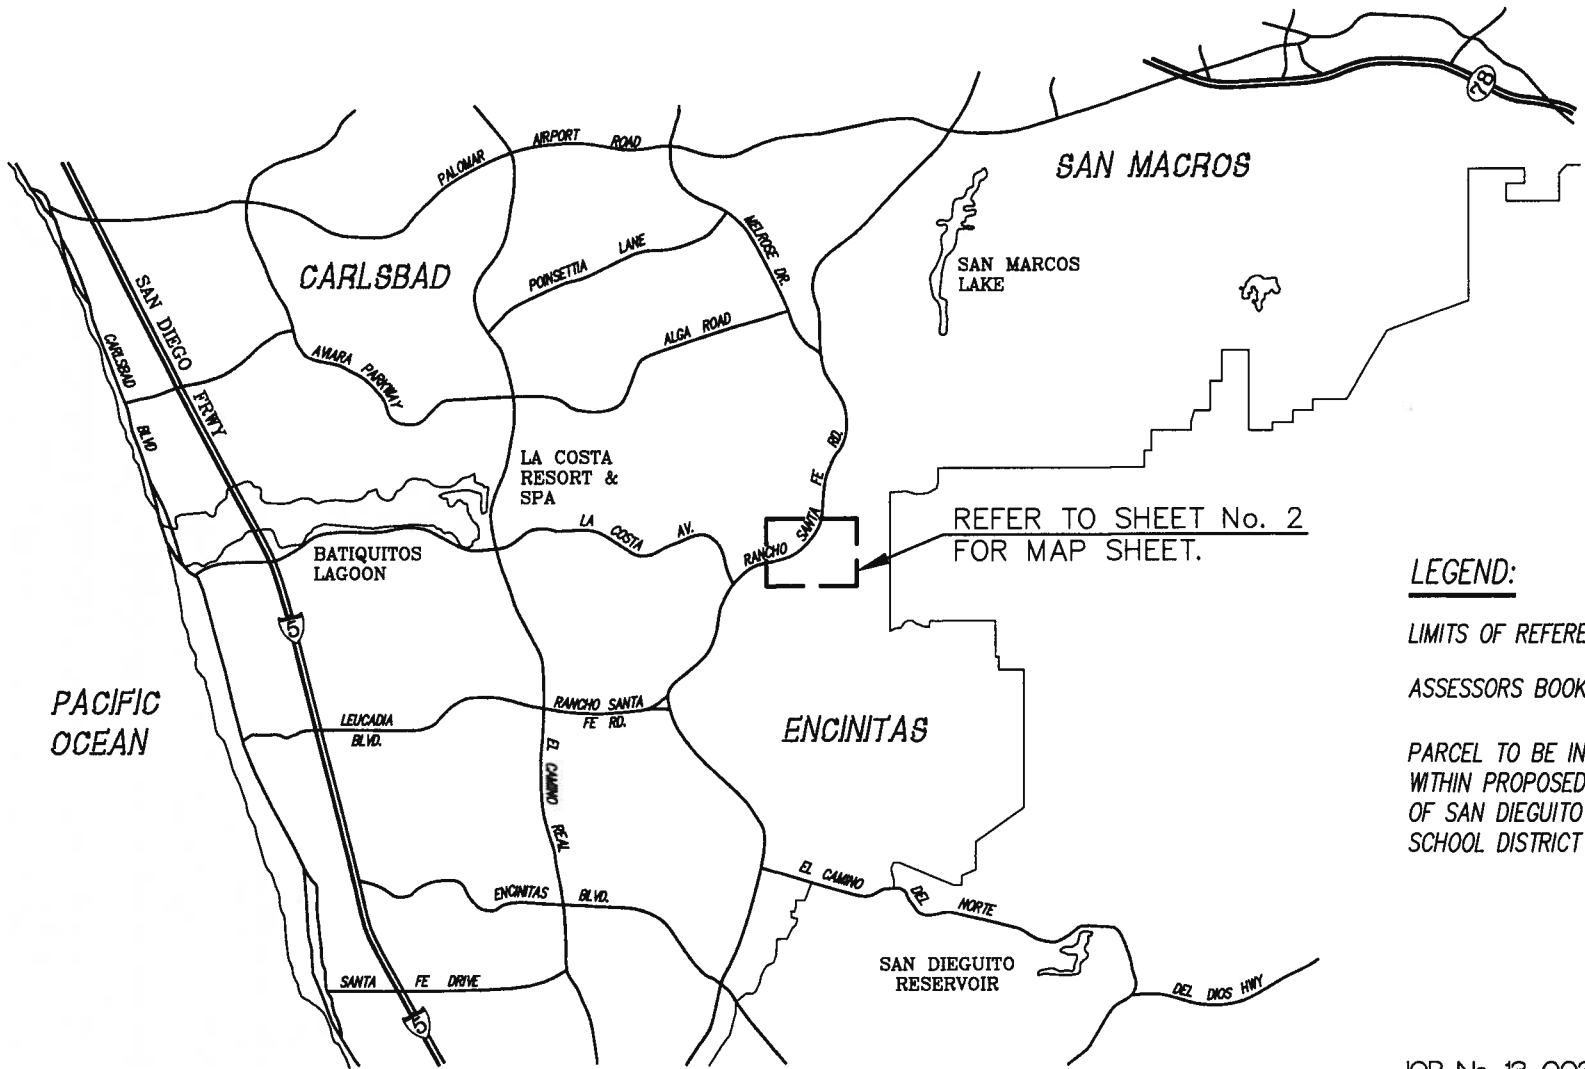 78
SAN MACROS
PALOMAR AIRPORT ROAD
CARLSBAD
POINSETTIA LANE
MELROSE DR.
SAN MARCOS
LAKE
SAN DIEGO FRWY
CARLSBAD BLVD
AVIARA PARKWAY
ALGA ROAD
LA COSTA
RESORT &
SPA
RANCHO SANTA FE RD.
LA COSTA AV.
BATIQUITOS
LAGOON
REFER TO SHEET No. 2
FOR MAP SHEET.
LEGEND:
LIMITS OF REFERE
ASSESSORS BOOK
PARCEL TO BE IN
WITHIN PROPOSED
OF SAN DIEGUITO
SCHOOL DISTRICT
5
PACIFIC
OCEAN
LEUCADIA
BLVD.
RANCHO SANTA
FE RD.
ENCINITAS
EL CAMINO REAL
ENCINITAS BLVD.
EL CAMINO DEL NORTE
SAN DIEGUITO
RESERVOIR
SANTA FE DRIVE
DEL DIOS HWY
5